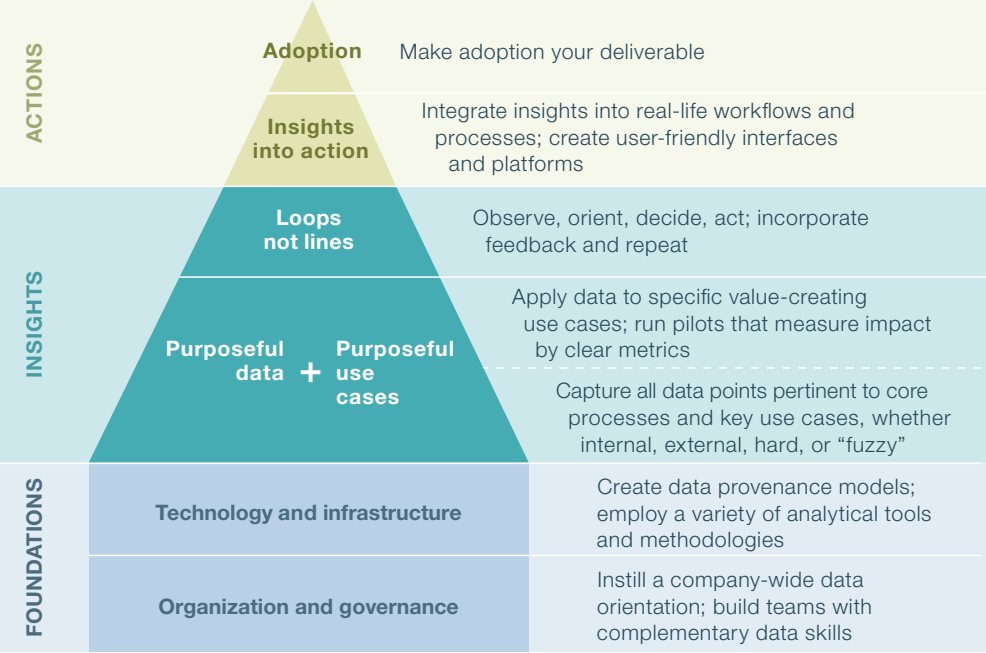 ACTIONS
Adoption
Make adoption your deliverable
Insights
into action
Integrate insights into real-life workflows and
processes; create user-friendly interfaces
and platforms
INSIGHTS
Loops
not lines
Observe, orient, decide, act; incorporate
feedback and repeat
Purposeful
data
+
Purposeful
use
cases
Apply data to specific value-creating
use cases; run pilots that measure impact
by clear metrics
Capture all data points pertinent to core
processes and key use cases, whether
internal, external, hard, or “fuzzy”
FOUNDATIONS
Technology and infrastructure
Create data provenance models;
employ a variety of analytical tools
and methodologies
Organization and governance
Instill a company-wide data
orientation; build teams with
complementary data skills